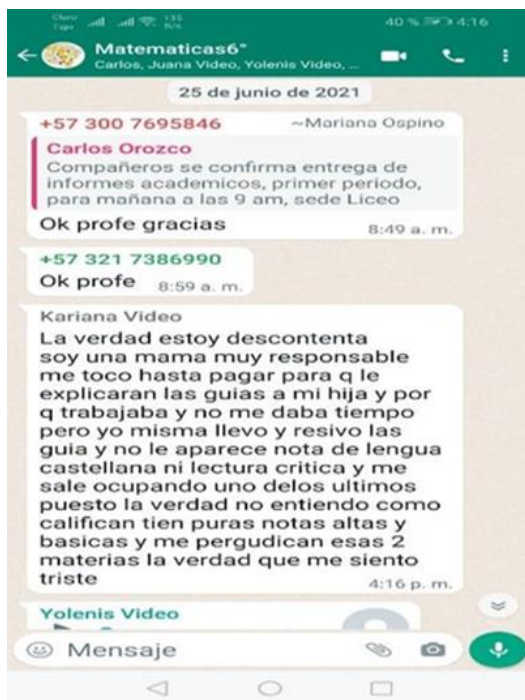 Claro
Tigo
135
B/s
40 %
4:16
Matematicas6°
Carlos, Juana Video, Yolenis Video, ...
25 de junio de 2021
+57 300 7695846 ~Mariana Ospino
Carlos Orozco
Compañeros se confirma entrega de
informes academicos, primer periodo,
para mañana a las 9 am, sede Liceo
Ok profe gracias
8:49 a. m.
+57 321 7386990
Ok profe 8:59 a. m.
Kariana Video
La verdad estoy descontenta
soy una mama muy responsable
me toco hasta pagar para q le
explicaran las guias a mi hija y por
q trabajaba y no me daba tiempo
pero yo misma llevo y resivo las
guia y no le aparece nota de lengua
castellana ni lectura critica y me
sale ocupando uno delos ultimos
puesto la verdad no entiendo como
califican tien puras notas altas y
basicas y me pergudican esas 2
materias la verdad que me siento
triste
4:16 p. m.
Yolenis Video
Mensaje